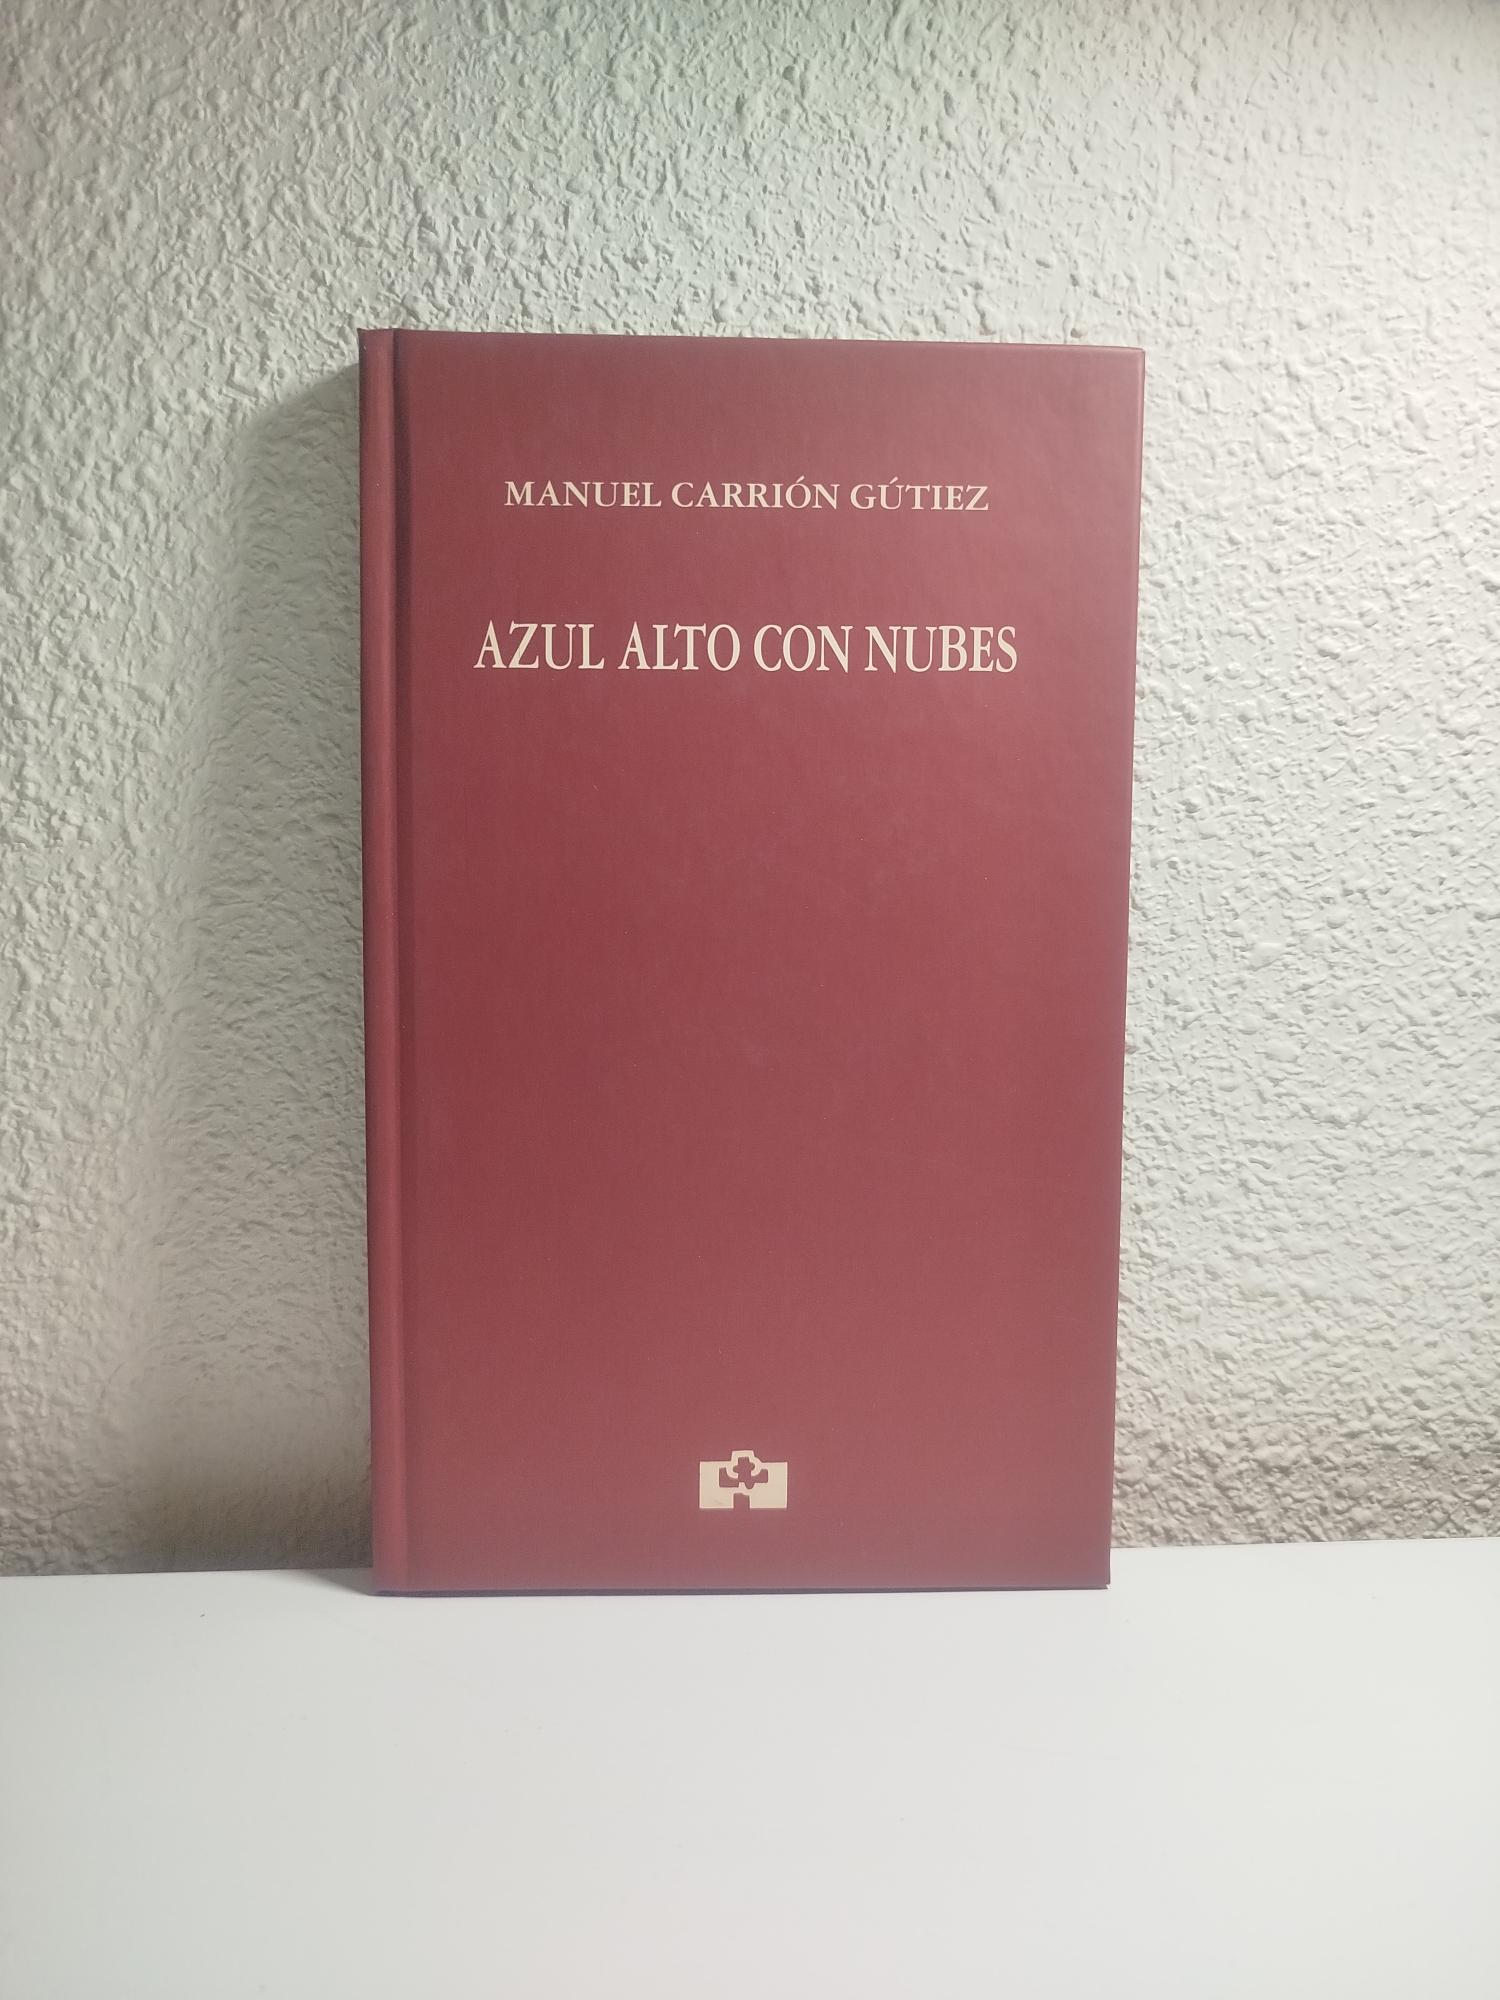 MANUEL CARRIÓN GÚTIEZ
AZUL ALTO CON NUBES